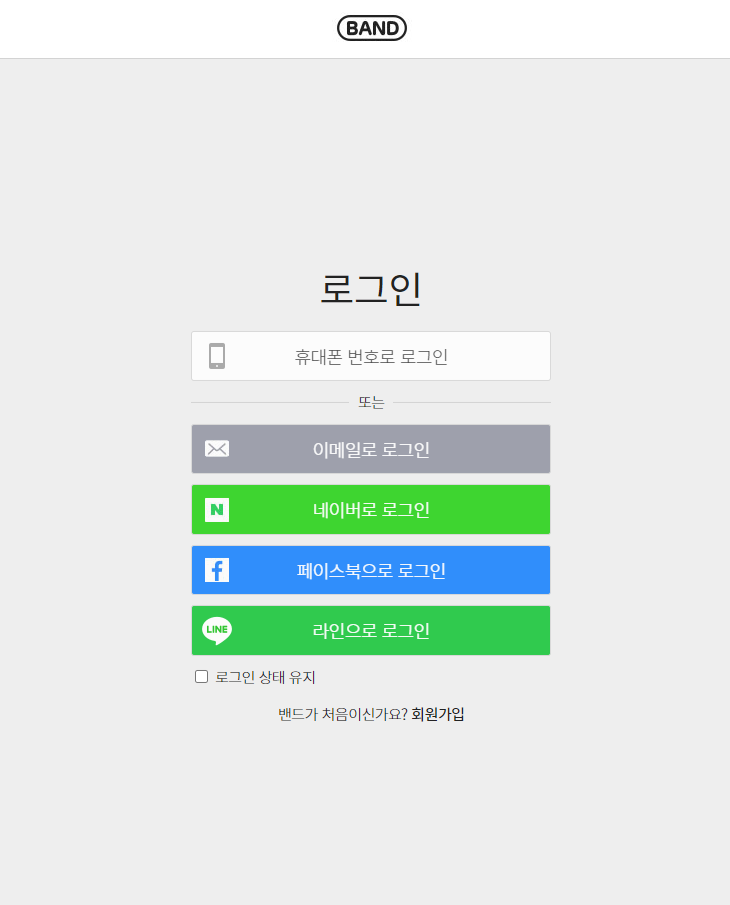 BAND
로그인
휴대폰 번호로 로그인
또는
이메일로 로그인
N 네이버로 로그인
f 페이스북으로 로그인
LINE 라인으로 로그인
로그인 상태 유지
밴드가 처음이신가요? 회원가입